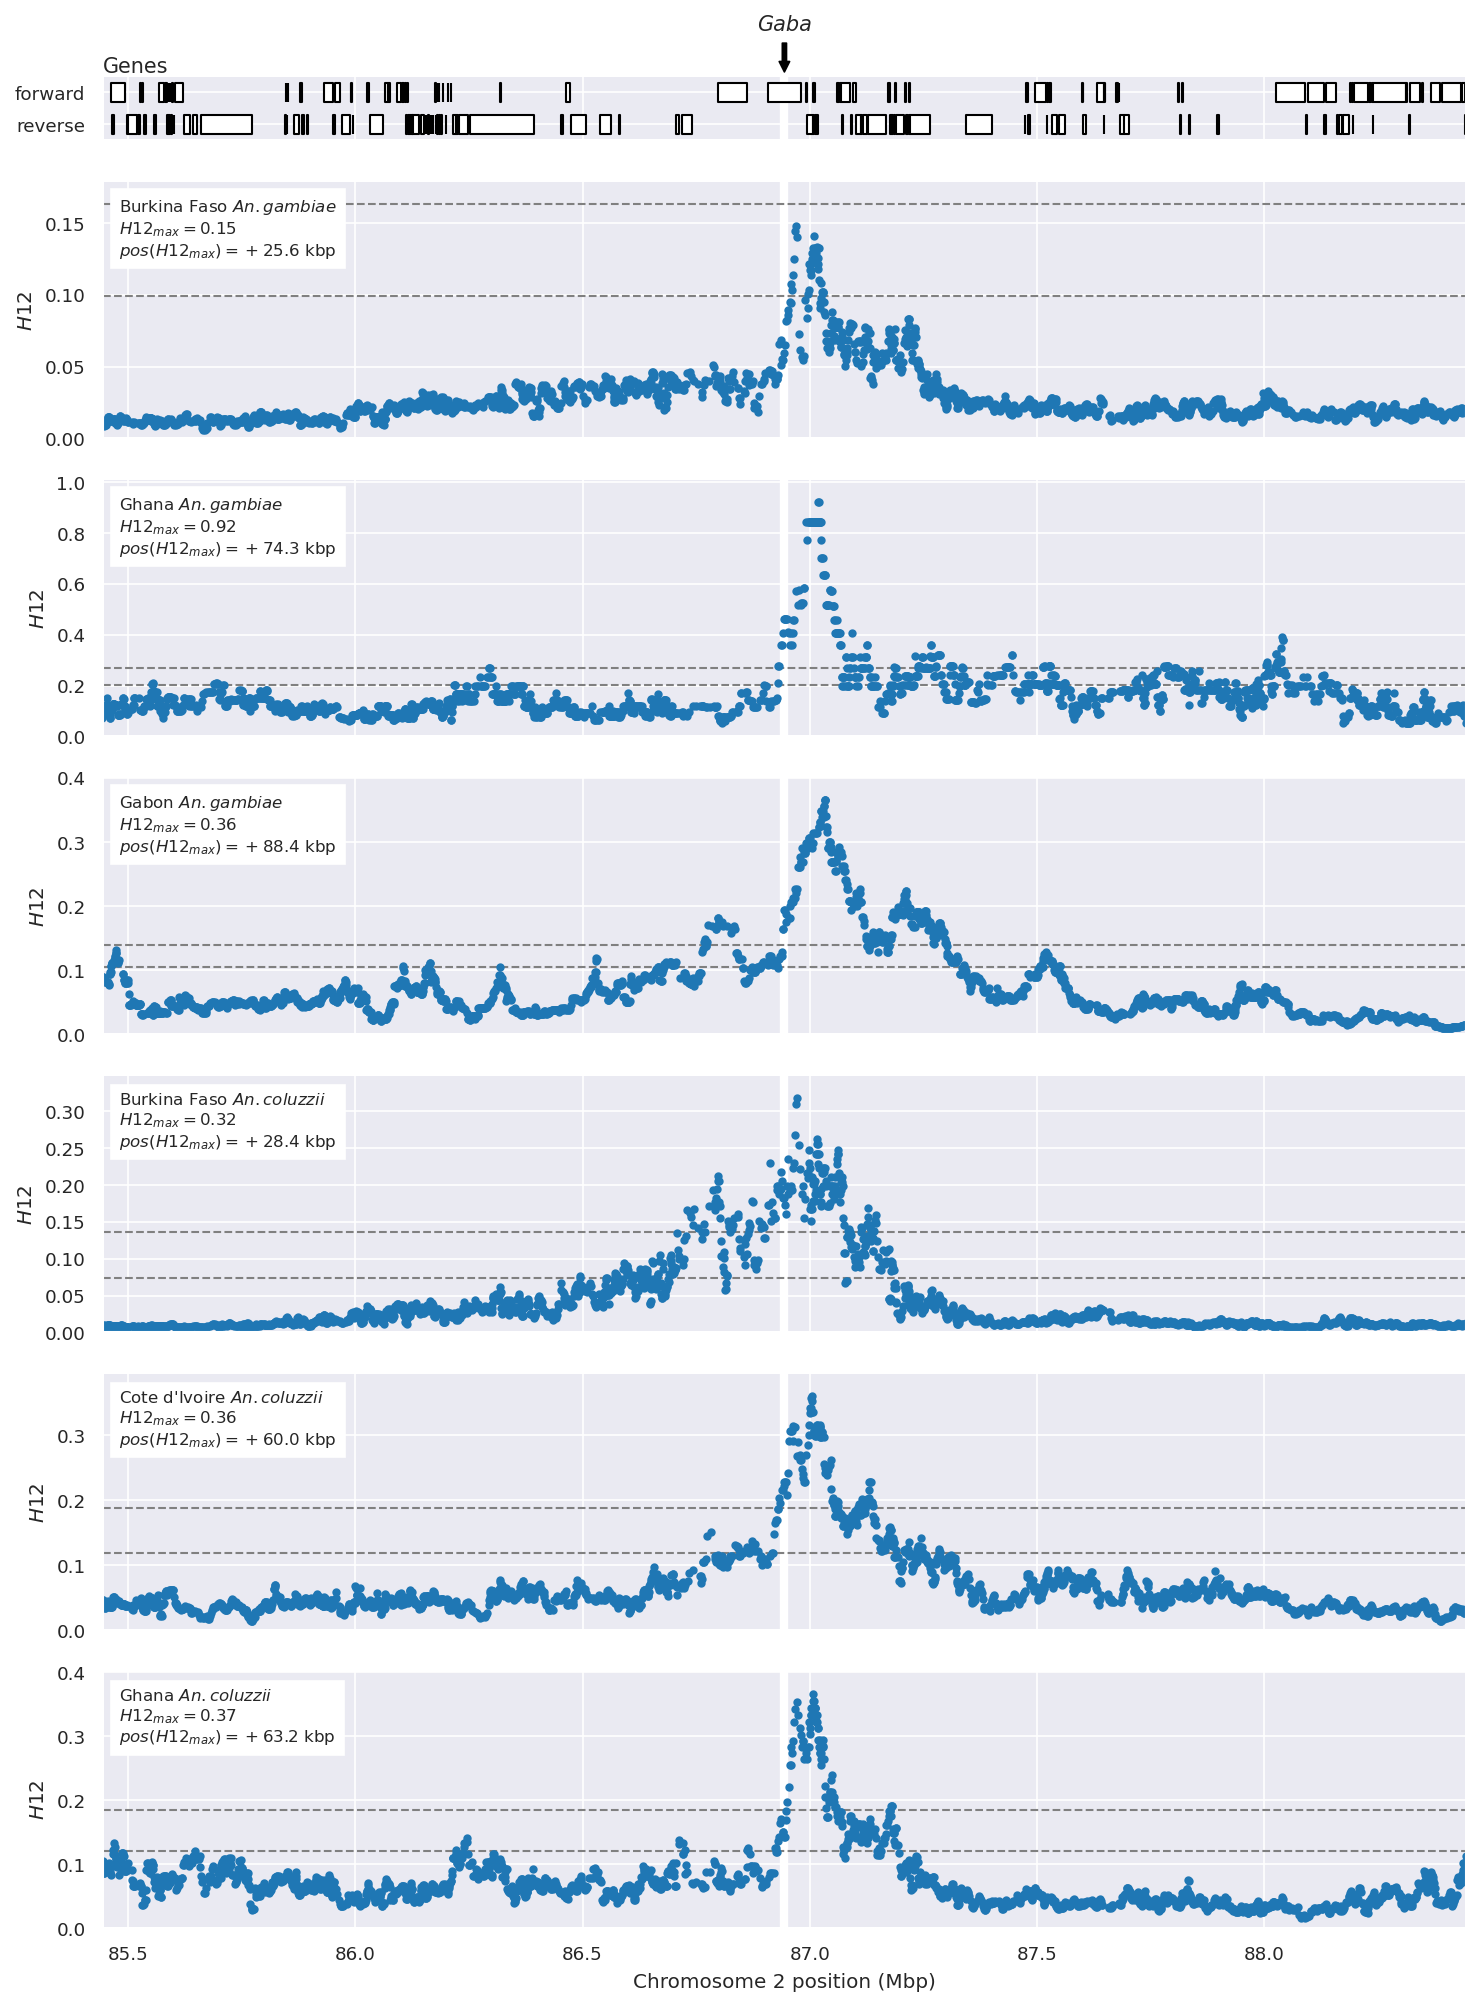 Gaba
Genes
forward
reverse
Burkina Faso An. gambiae
H12max = 0.15
pos(H12max) = + 25.6 kbp
0.15
0.10
0.05
0.00
H12
Ghana An. gambiae
H12max = 0.92
pos(H12max) = + 74.3 kbp
1.0
0.8
0.6
0.4
0.2
0.0
H12
Gabon An. gambiae
H12max = 0.36
pos(H12max) = + 88.4 kbp
0.4
0.3
0.2
0.1
0.0
H12
Burkina Faso An. coluzzii
H12max = 0.32
pos(H12max) = + 28.4 kbp
0.30
0.25
0.20
0.15
0.10
0.05
0.00
H12
Cote d'Ivoire An. coluzzii
H12max = 0.36
pos(H12max) = + 60.0 kbp
0.3
0.2
0.1
0.0
H12
Ghana An. coluzzii
H12max = 0.37
pos(H12max) = + 63.2 kbp
0.4
0.3
0.2
0.1
0.0
H12
85.5 86.0 86.5 87.0 87.5 88.0
Chromosome 2 position (Mbp)